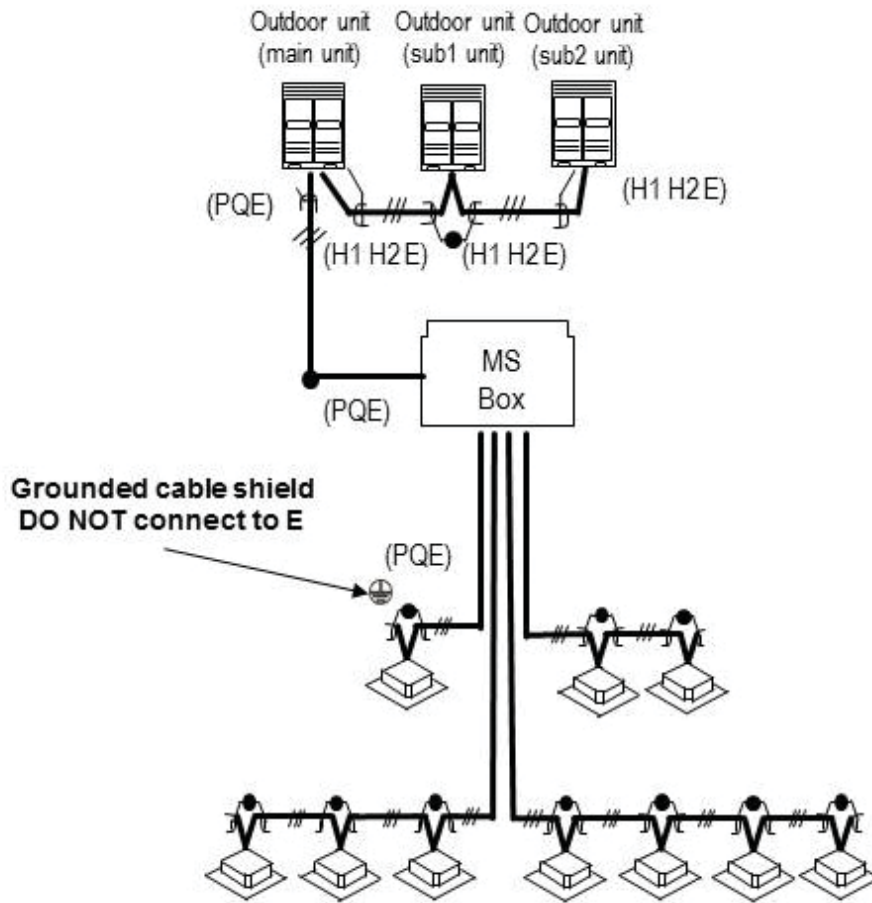 Outdoor unit
(main unit)
Outdoor unit
(sub1 unit)
Outdoor unit
(sub2 unit)
(PQE)
(H1 H2 E)
(H1 H2 E)
(H1 H2 E)
MS
Box
(PQE)
Grounded cable shield
DO NOT connect to E
(PQE)